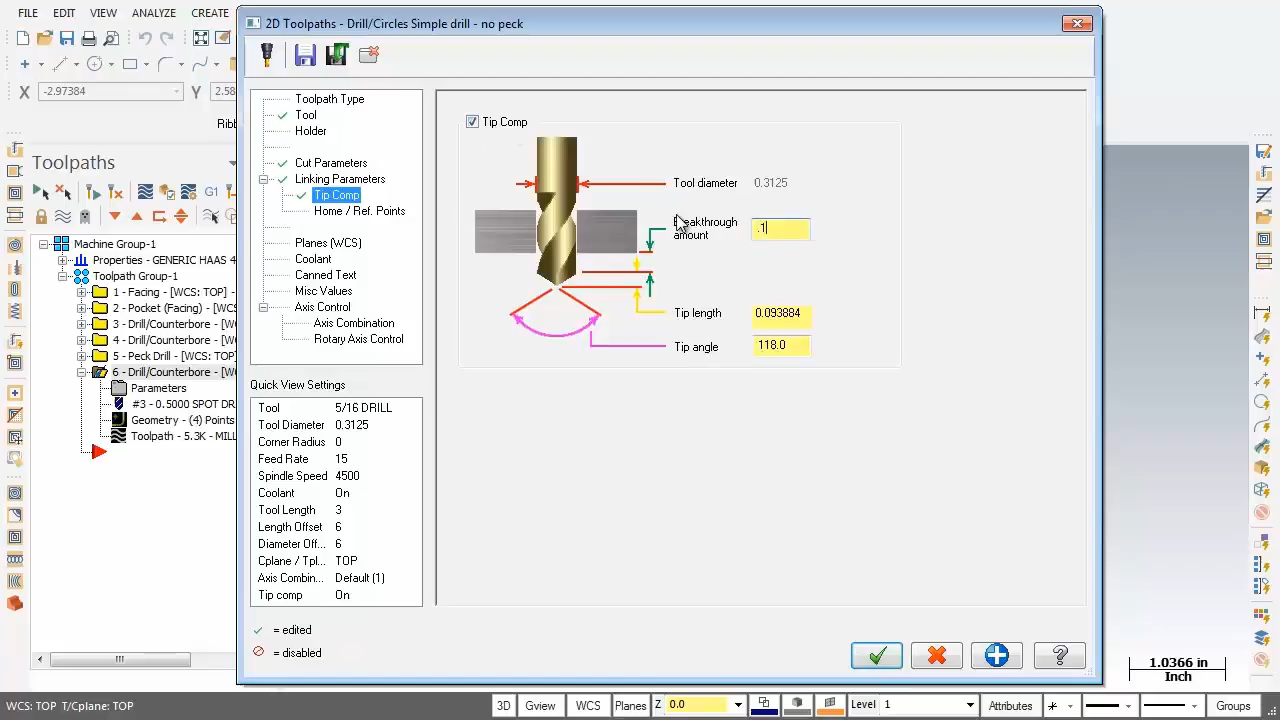 FILE EDIT VIEW ANALYZE CREATE
2D Toolpaths - Drill/Circles Simple drill - no peck
X -2.97384 Y 2.58
Ribb
Toolpaths
G1
Machine Group-1
Properties - GENERIC HAAS 4
Toolpath Group-1
1 - Facing - [WCS: TOP] -
2 - Pocket (Facing) - [WC
3 - Drill/Counterbore - [W
4 - Drill/Counterbore - [W
5 - Peck Drill - [WCS: TOP]
6 - Drill/Counterbore - [W
Parameters
#3 - 0.5000 SPOT DR
Geometry - (4) Points
Toolpath - 5.3K - MILL
Toolpath Type
Tool
Holder
Cut Parameters
Linking Parameters
Tip Comp
Home / Ref. Points
Planes (WCS)
Coolant
Canned Text
Misc Values
Axis Control
Axis Combination
Rotary Axis Control
Quick View Settings
Tool 5/16 DRILL
Tool Diameter 0.3125
Corner Radius 0
Feed Rate 15
Spindle Speed 4500
Coolant On
Tool Length 3
Length Offset 6
Diameter Off... 6
Cplane / Tpl... TOP
Axis Combin... Default (1)
Tip comp On
= edited
= disabled
Tip Comp
Tool diameter 0.3125
Breakthrough
amount .1
Tip length 0.093884
Tip angle 118.0
1.0366 in
Inch
WCS: TOP T/Cplane: TOP
3D Gview WCS Planes Z 0.0 Level 1 Attributes Groups